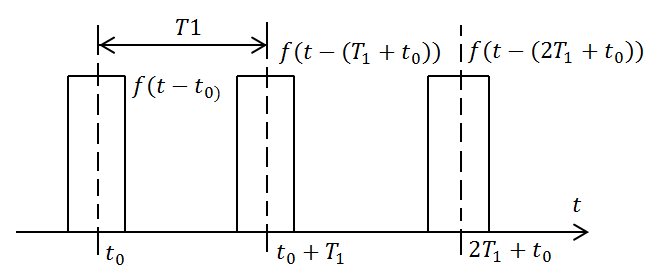 T1
f(t − (T₁ + t₀)) f(t − (2T₁ + t₀))
f(t − t₀)
t
t₀ t₀ + T₁ 2T₁ + t₀